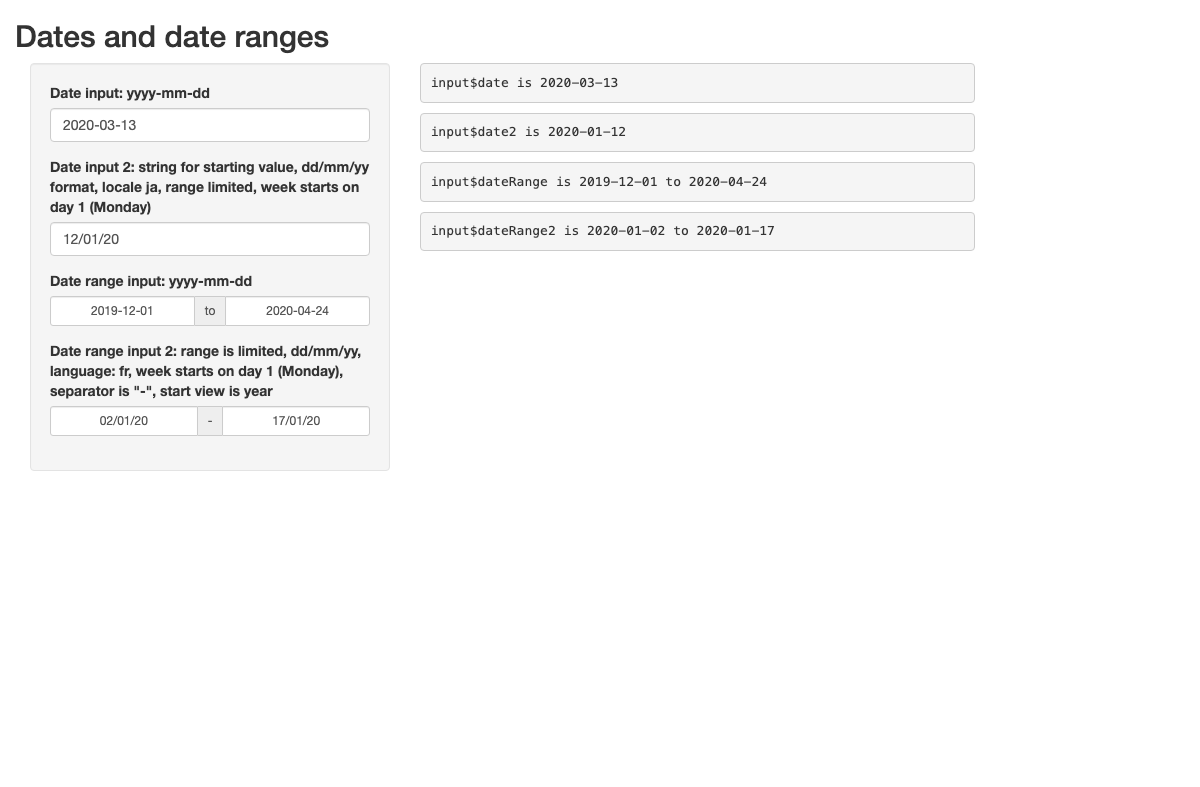 Dates and date ranges
Date input: yyyy-mm-dd
2020-03-13
Date input 2: string for starting value, dd/mm/yy
format, locale ja, range limited, week starts on
day 1 (Monday)
12/01/20
Date range input: yyyy-mm-dd
2019-12-01 to 2020-04-24
Date range input 2: range is limited, dd/mm/yy,
language: fr, week starts on day 1 (Monday),
separator is "-", start view is year
02/01/20 - 17/01/20
input$date is 2020-03-13
input$date2 is 2020-01-12
input$dateRange is 2019-12-01 to 2020-04-24
input$dateRange2 is 2020-01-02 to 2020-01-17